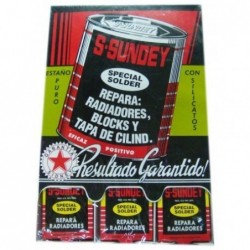 S-SUNDEY
SPECIAL
SOLDER
ESTAÑO
PURO
CON
SILICATOS
REPARA:
RADIADORES,
BLOCKS Y
TAPA DE CILIND.
EFICAZ POSITIVO
Resultado Garantido!
S-SUNDEY
SPECIAL
SOLDER
REPARA
RADIADORES
S-SUNDEY
SPECIAL
SOLDER
REPARA
RADIADORES
S-SUNDEY
SPECIAL
SOLDER
REPARA
RADIADORES